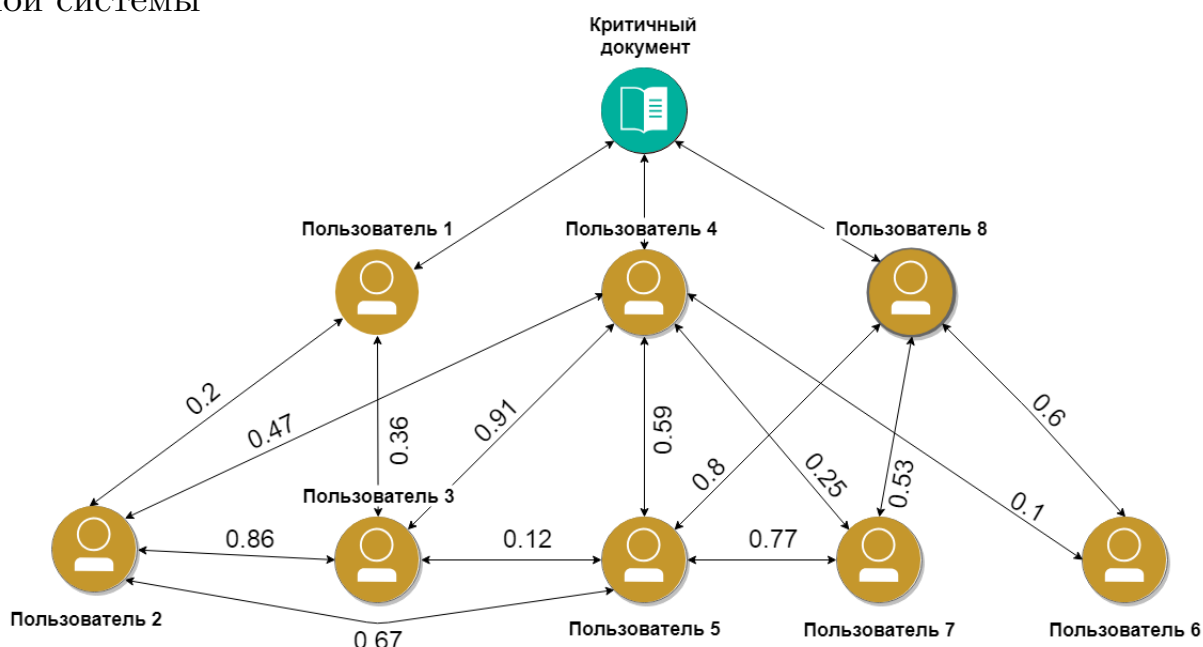 ой системы
Критичный
документ
Пользователь 1
Пользователь 4
Пользователь 8
0.2
0.47
0.36
0.91
0.59
0.8
0.25
0.53
0.6
0.1
Пользователь 3
0.86
0.12
0.77
Пользователь 2
0.67
Пользователь 5
Пользователь 7
Пользователь 6